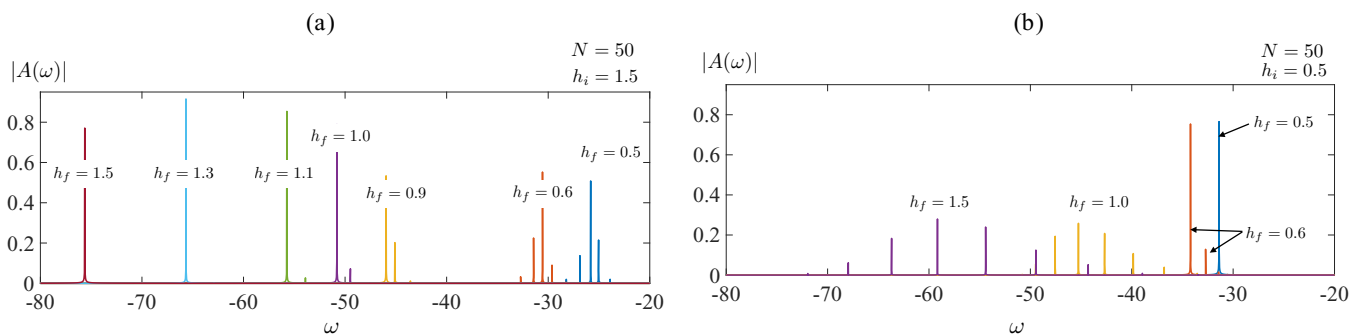 (a)
N = 50
h_i = 1.5
|A(ω)|
0.8
0.6
0.4
0.2
0
h_f = 1.5
h_f = 1.3
h_f = 1.1
h_f = 1.0
h_f = 0.9
h_f = 0.6
h_f = 0.5
-80 -70 -60 -50 -40 -30 -20
ω
(b)
N = 50
h_i = 0.5
|A(ω)|
0.8
0.6
0.4
0.2
0
h_f = 1.5
h_f = 1.0
h_f = 0.5
h_f = 0.6
-80 -70 -60 -50 -40 -30 -20
ω